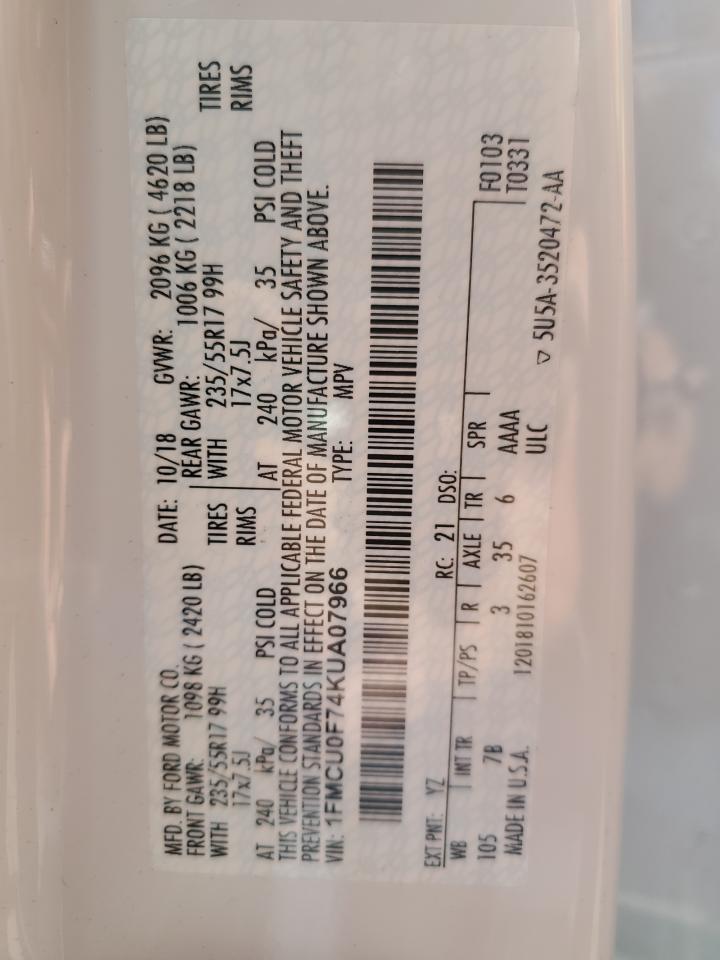 MFD. BY FORD MOTOR CO. DATE: 10/18 GVWR: 2096 KG ( 4620 LB)
FRONT GAWR: 1098 KG ( 2420 LB) REAR GAWR: 1006 KG ( 2218 LB)
WITH 235/55R17 99H TIRES WITH 235/55R17 99H TIRES
17x7.5J RIMS 17x7.5J RIMS
AT 240 kPa/ 35 PSI COLD AT 240 kPa/ 35 PSI COLD
THIS VEHICLE CONFORMS TO ALL APPLICABLE FEDERAL MOTOR VEHICLE SAFETY AND THEFT
PREVENTION STANDARDS IN EFFECT ON THE DATE OF MANUFACTURE SHOWN ABOVE.
VIN: 1FMCU0F74KUA07966 TYPE: MPV
EXT PNT: YZ RC: 21 DSO:
WB INT TR TP/PS R AXLE TR SPR F0103
105 7B 3 35 6 AAAA T0331
MADE IN U.S.A. 1201810162607 ULC
▽ 5U5A-3520472-AA